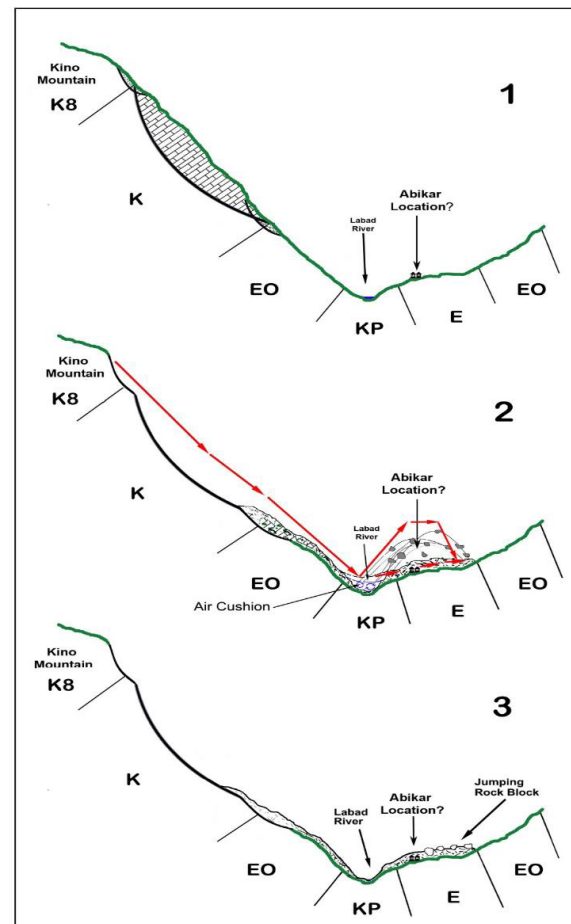 1
Kino
Mountain
K8
K
EO
Labad
River
Abikar
Location?
KP
E
EO
2
Kino
Mountain
K8
K
EO
Air Cushion
Labad
River
Abikar
Location?
KP
E
EO
3
Kino
Mountain
K8
K
EO
Labad
River
Abikar
Location?
Jumping
Rock Block
KP
E
EO